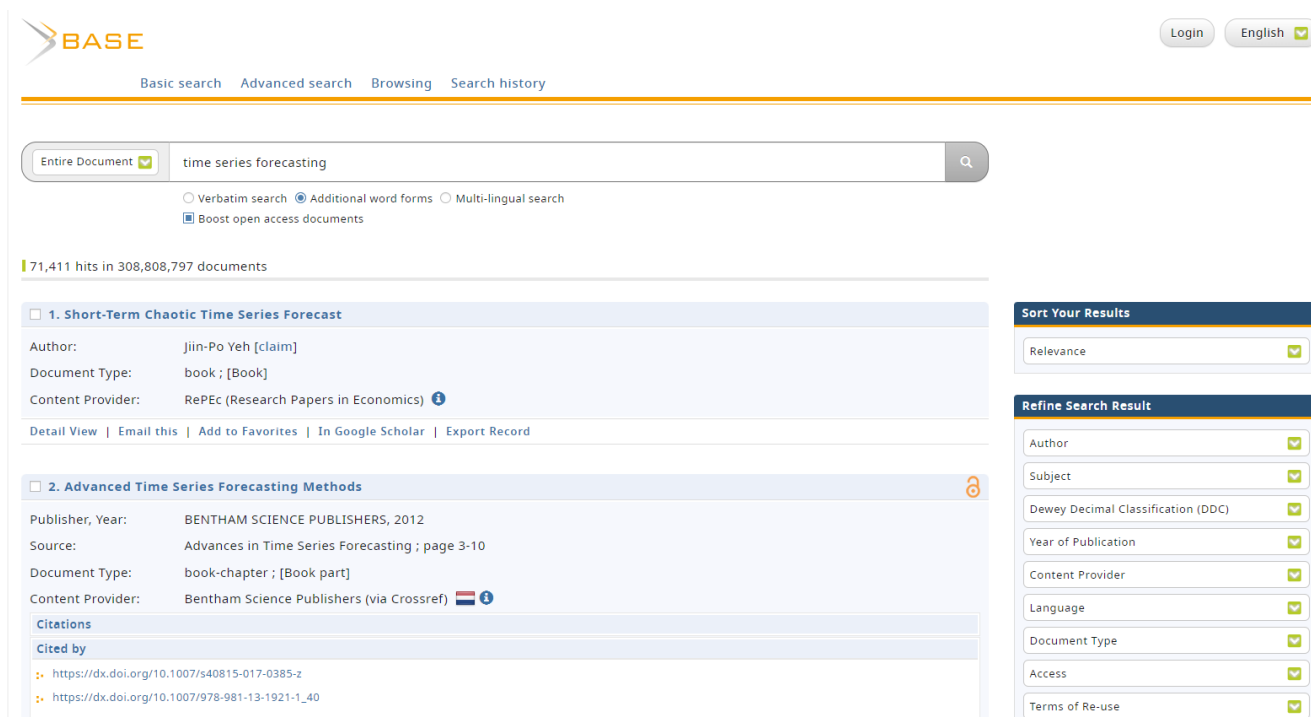 BASE
Login English
Basic search Advanced search Browsing Search history
Entire Document time series forecasting
Verbatim search Additional word forms Multi-lingual search
Boost open access documents
71,411 hits in 308,808,797 documents
1. Short-Term Chaotic Time Series Forecast
Author: Jiin-Po Yeh [claim]
Document Type: book ; [Book]
Content Provider: RePEc (Research Papers in Economics)
Detail View | Email this | Add to Favorites | In Google Scholar | Export Record
2. Advanced Time Series Forecasting Methods
Publisher, Year: BENTHAM SCIENCE PUBLISHERS, 2012
Source: Advances in Time Series Forecasting ; page 3-10
Document Type: book-chapter ; [Book part]
Content Provider: Bentham Science Publishers (via Crossref)
Citations
Cited by
https://dx.doi.org/10.1007/s40815-017-0385-z
https://dx.doi.org/10.1007/978-981-13-1921-1_40
Sort Your Results
Relevance
Refine Search Result
Author
Subject
Dewey Decimal Classification (DDC)
Year of Publication
Content Provider
Language
Document Type
Access
Terms of Re-use